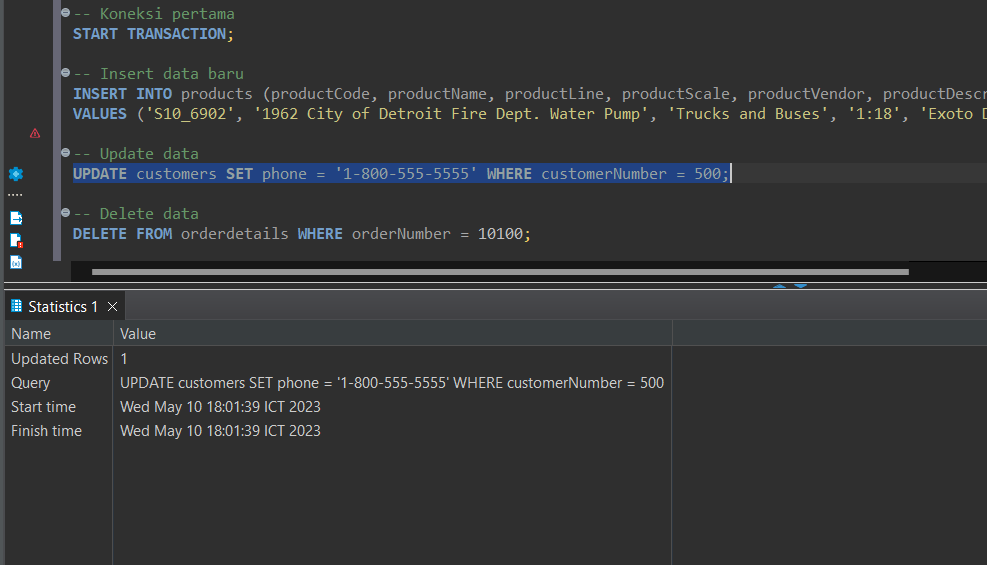 -- Koneksi pertama
START TRANSACTION;
-- Insert data baru
INSERT INTO products (productCode, productName, productLine, productScale, productVendor, productDescr
VALUES ('S10_6902', '1962 City of Detroit Fire Dept. Water Pump', 'Trucks and Buses', '1:18', 'Exoto D
-- Update data
UPDATE customers SET phone = '1-800-555-5555' WHERE customerNumber = 500;
-- Delete data
DELETE FROM orderdetails WHERE orderNumber = 10100;
Statistics 1
Name Value
Updated Rows 1
Query UPDATE customers SET phone = '1-800-555-5555' WHERE customerNumber = 500
Start time Wed May 10 18:01:39 ICT 2023
Finish time Wed May 10 18:01:39 ICT 2023